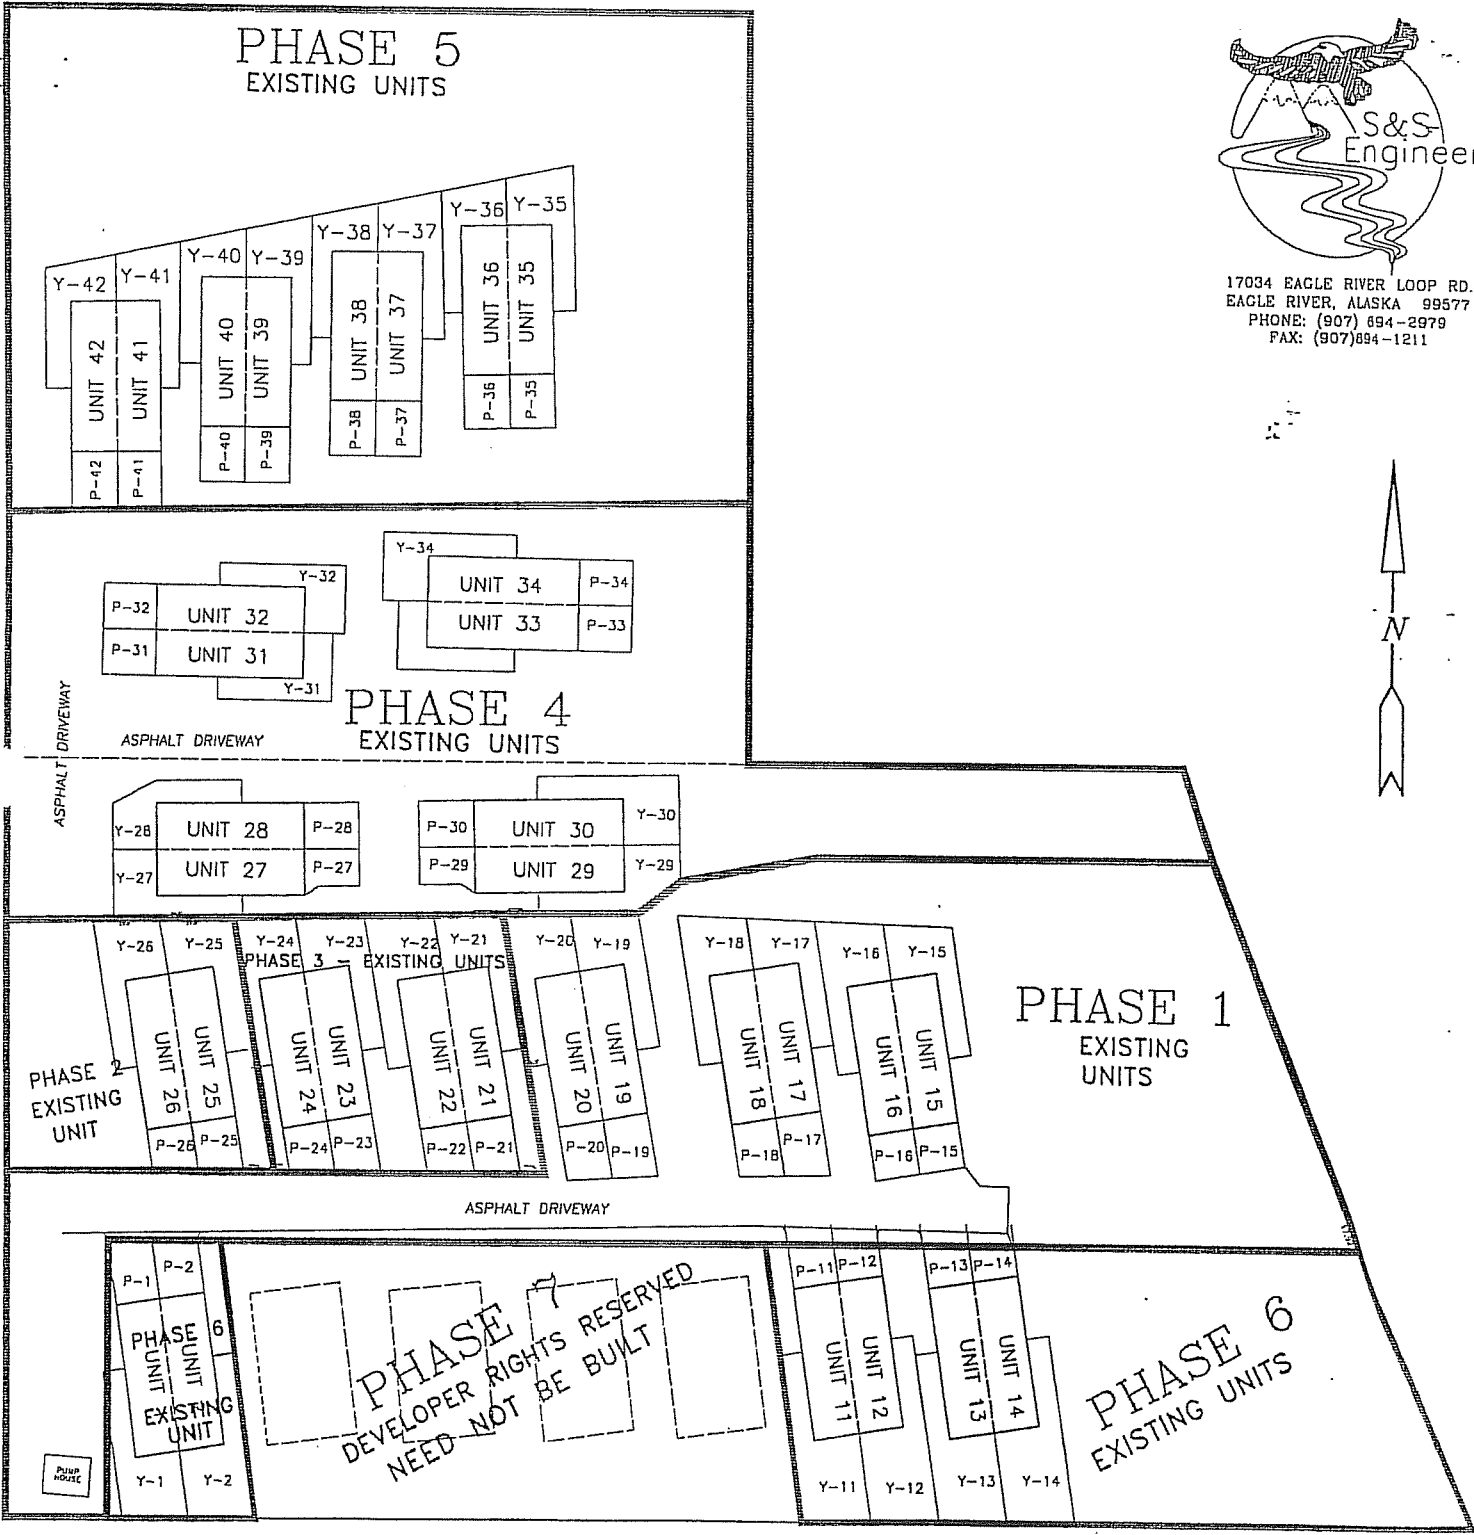 PHASE 5
EXISTING UNITS
S&S
Engineer
17034 EAGLE RIVER LOOP RD.
EAGLE RIVER, ALASKA 99577
PHONE: (907) 694-2979
FAX: (907)694-1211
N
Y-42
Y-41
Y-40
Y-39
Y-38
Y-37
Y-36
Y-35
UNIT 42
UNIT 41
UNIT 40
UNIT 39
UNIT 38
UNIT 37
UNIT 36
UNIT 35
P-42
P-41
P-40
P-39
P-38
P-37
P-36
P-35
Y-32
P-32
UNIT 32
P-31
UNIT 31
Y-31
Y-34
UNIT 34
P-34
UNIT 33
P-33
PHASE 4
EXISTING UNITS
ASPHALT DRIVEWAY
ASPHALT DRIVEWAY
Y-28
UNIT 28
P-28
Y-27
UNIT 27
P-27
P-30
UNIT 30
Y-30
P-29
UNIT 29
Y-29
Y-26
Y-25
Y-24
Y-23
Y-22
Y-21
Y-20
Y-19
Y-18
Y-17
Y-16
Y-15
PHASE 3 - EXISTING UNITS
PHASE 2
EXISTING
UNIT
UNIT 26
UNIT 25
UNIT 24
UNIT 23
UNIT 22
UNIT 21
UNIT 20
UNIT 19
UNIT 18
UNIT 17
UNIT 16
UNIT 15
PHASE 1
EXISTING
UNITS
P-26
P-25
P-24
P-23
P-22
P-21
P-20
P-19
P-18
P-17
P-16
P-15
ASPHALT DRIVEWAY
P-1
P-2
PHASE 6
UNIT
UNIT
EXISTING
UNIT
Y-1
Y-2
PUMP
HOUSE
PHASE 7
DEVELOPER RIGHTS RESERVED
NEED NOT BE BUILT
P-11
P-12
P-13
P-14
UNIT 11
UNIT 12
UNIT 13
UNIT 14
Y-11
Y-12
Y-13
Y-14
PHASE 6
EXISTING UNITS